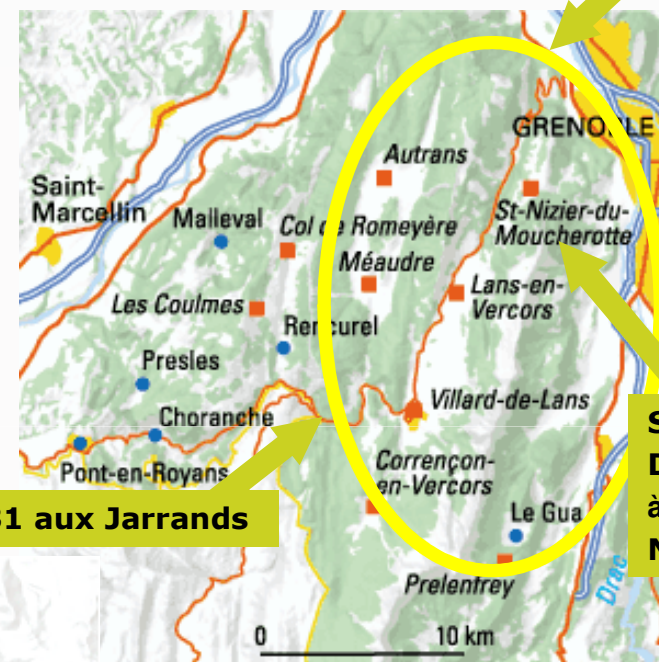 GRENOBLE
Autrans
Saint-
Marcellin
Malleval
Col de Romeyère
St-Nizier-du-
Moucherotte
Méaudre
Les Coulmes
Lans-en-
Vercors
Rencurel
Presles
Villard-de-Lans
Choranche
Pont-en-Royans
Corrençon-
en-Vercors
1 aux Jarrands
Le Gua
S
D
à
N
Prelenfrey
Drac
0
10 km